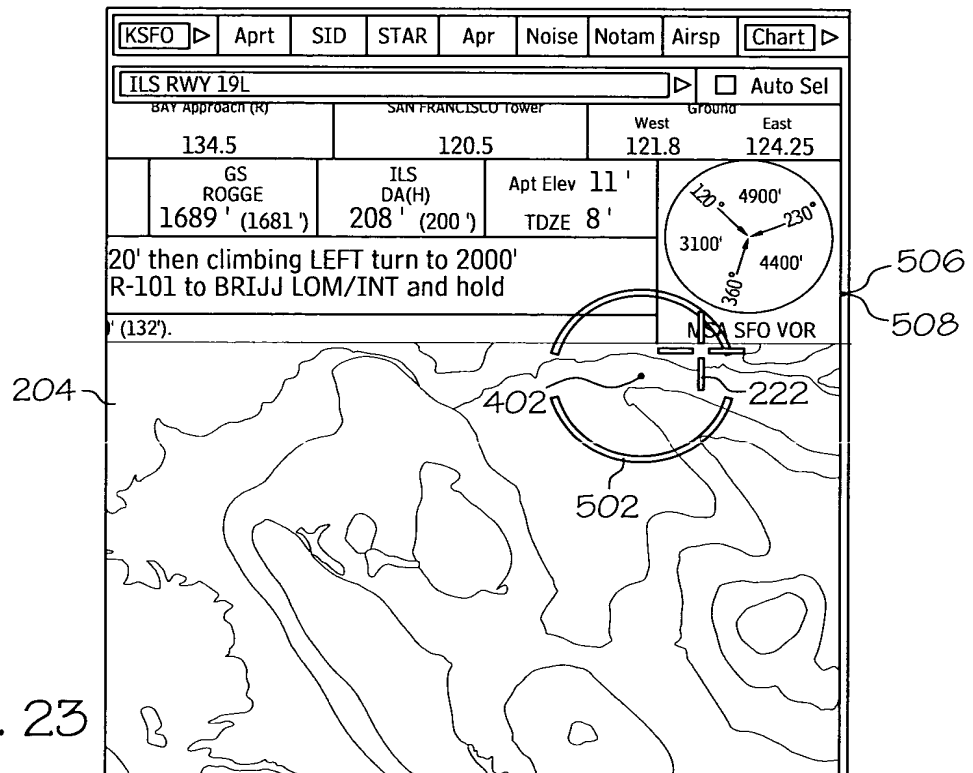 KSFO Aprt SID STAR Apr Noise Notam Airsp Chart
ILS RWY 19L Auto Sel
BAY Approach (R) SAN FRANCISCO Tower Ground
West East
134.5 120.5 121.8 124.25
GS
ROGGE
1689 ' (1681 ')
ILS
DA(H)
208 ' (200 ')
Apt Elev 11 '
TDZE 8 '
120° 4900' 230°
3100' 4400'
360°
MSA SFO VOR
20' then climbing LEFT turn to 2000'
R-101 to BRIJJ LOM/INT and hold
' (132').
506
508
204
402
222
502
. 23